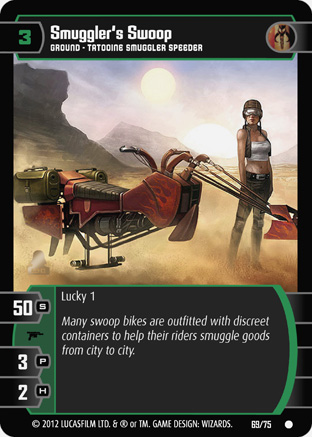 3
Smuggler's Swoop
GROUND - TATOOINE SMUGGLER SPEEDER
50 S
Lucky 1
Many swoop bikes are outfitted with discreet
containers to help their riders smuggle goods
from city to city.
3 P
2 H
© 2012 LUCASFILM LTD. & ® or TM. GAME DESIGN: WIZARDS.
69/75